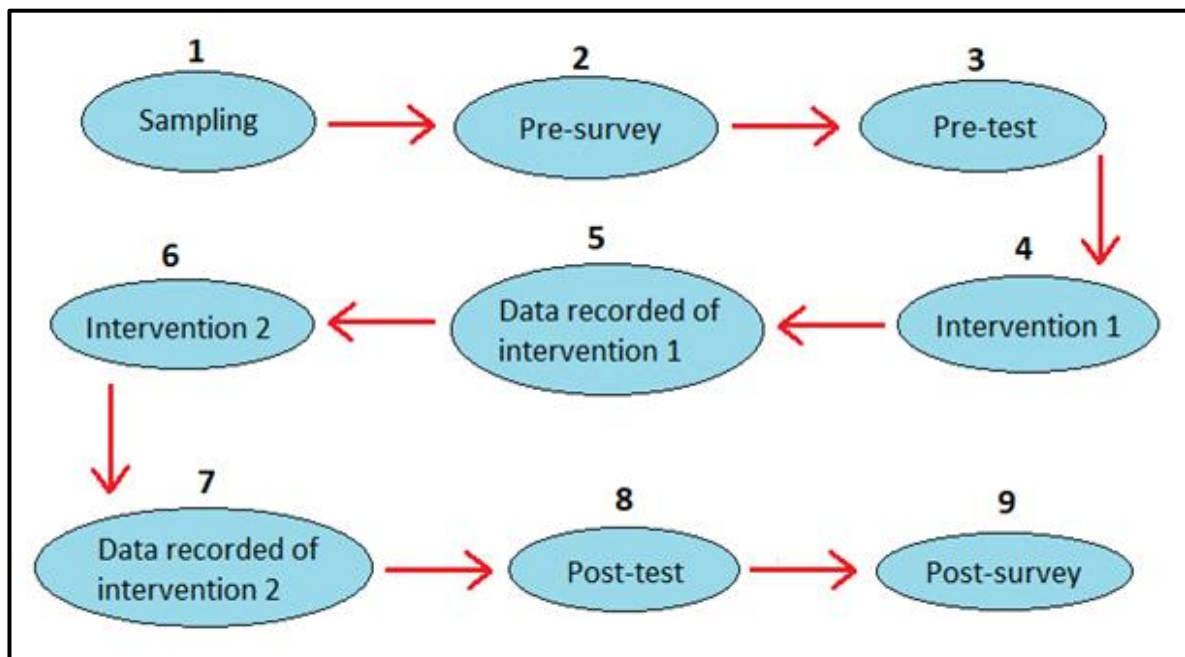 1
Sampling
2
Pre-survey
3
Pre-test
4
Intervention 1
5
Data recorded of
intervention 1
6
Intervention 2
7
Data recorded of
intervention 2
8
Post-test
9
Post-survey